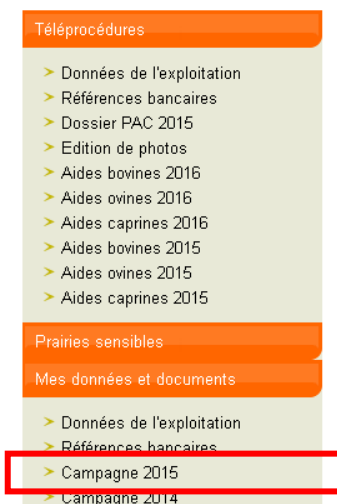 Téléprocédures
Données de l'exploitation
Références bancaires
Dossier PAC 2015
Edition de photos
Aides bovines 2016
Aides ovines 2016
Aides caprines 2016
Aides bovines 2015
Aides ovines 2015
Aides caprines 2015
Prairies sensibles
Mes données et documents
Données de l'exploitation
Références bancaires
Campagne 2015
Campagne 2014